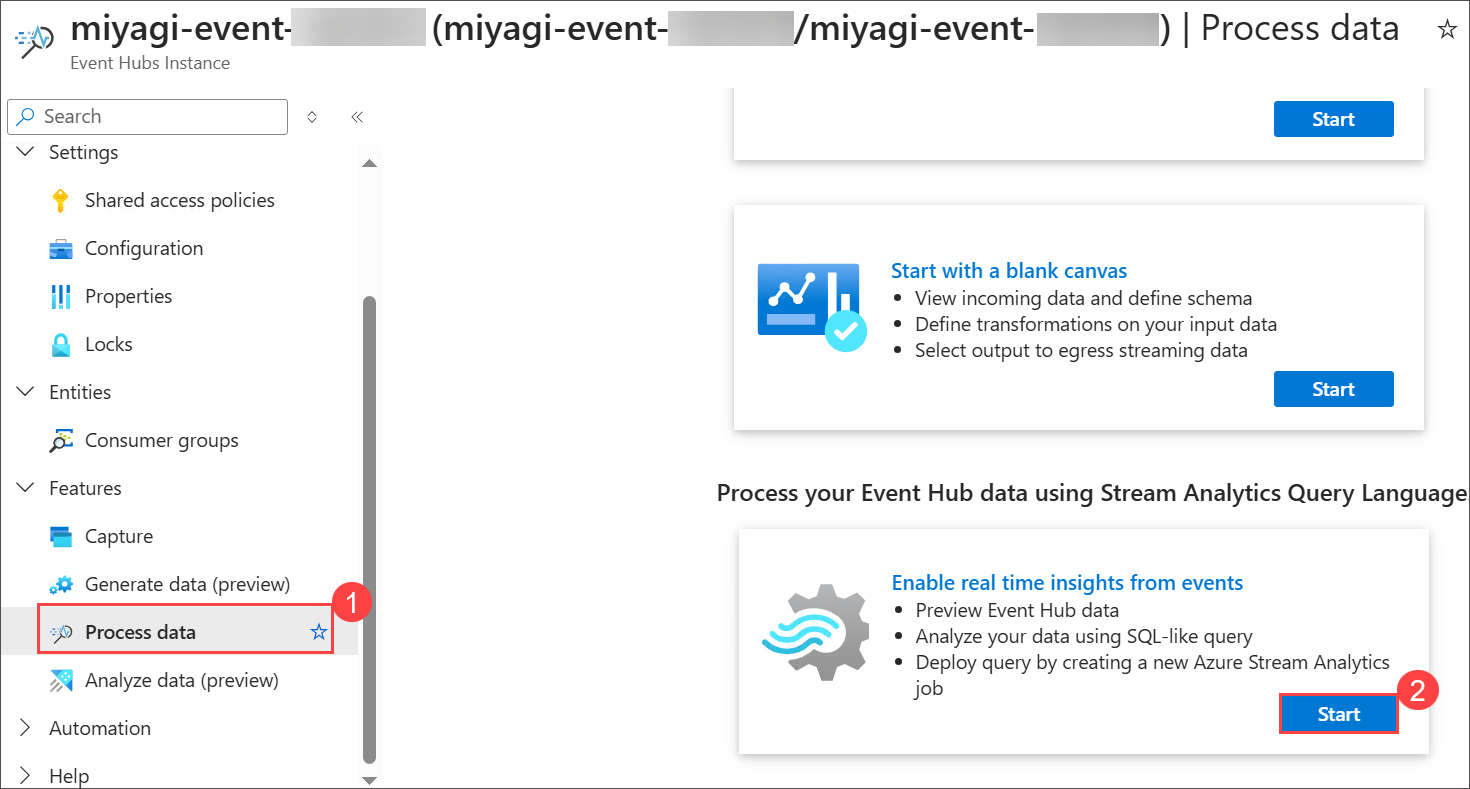 miyagi-event- (miyagi-event- /miyagi-event- ) | Process data
Event Hubs Instance
Search
Settings
Shared access policies
Configuration
Properties
Locks
Entities
Consumer groups
Features
Capture
Generate data (preview)
1
Process data
Analyze data (preview)
Automation
Help
Start
Start with a blank canvas
• View incoming data and define schema
• Define transformations on your input data
• Select output to egress streaming data
Start
Process your Event Hub data using Stream Analytics Query Language
Enable real time insights from events
• Preview Event Hub data
• Analyze your data using SQL-like query
• Deploy query by creating a new Azure Stream Analytics
job
2
Start